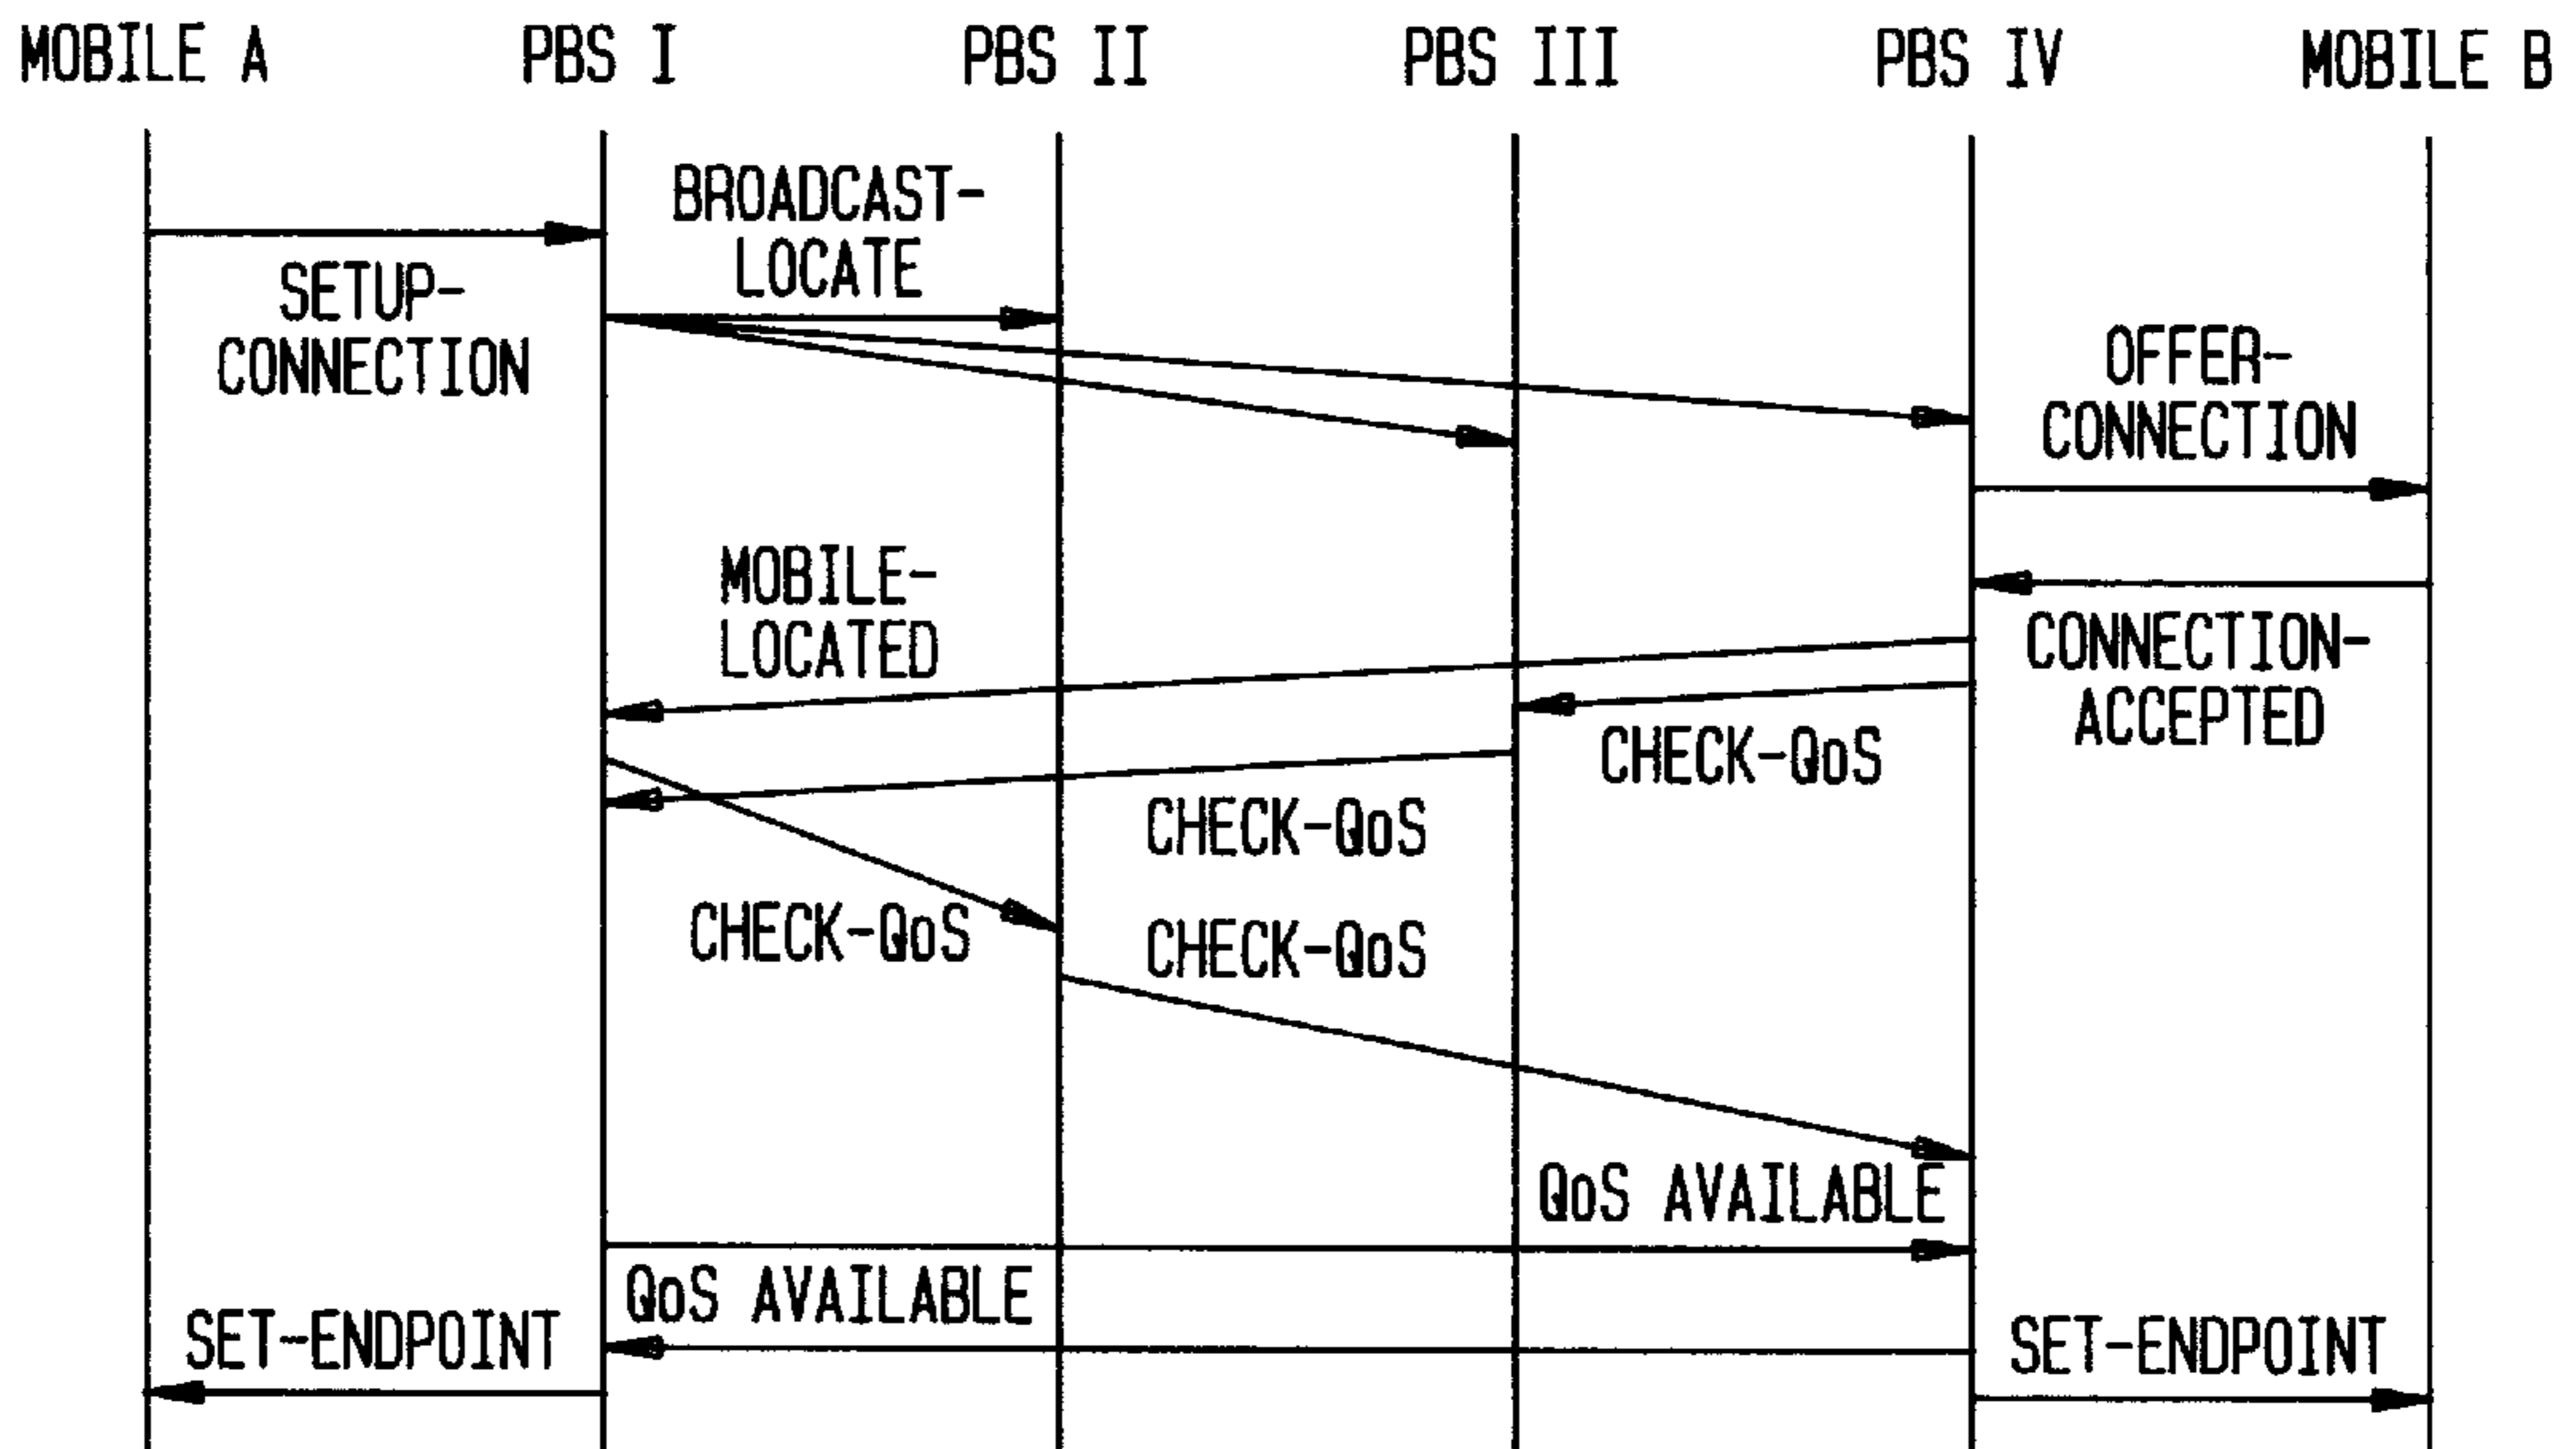 MOBILE A
PBS I
PBS II
PBS III
PBS IV
MOBILE B
BROADCAST-
LOCATE
SETUP-
CONNECTION
OFFER-
CONNECTION
MOBILE-
LOCATED
CONNECTION-
ACCEPTED
CHECK-QoS
CHECK-QoS
CHECK-QoS
CHECK-QoS
QoS AVAILABLE
QoS AVAILABLE
SET-ENDPOINT
SET-ENDPOINT